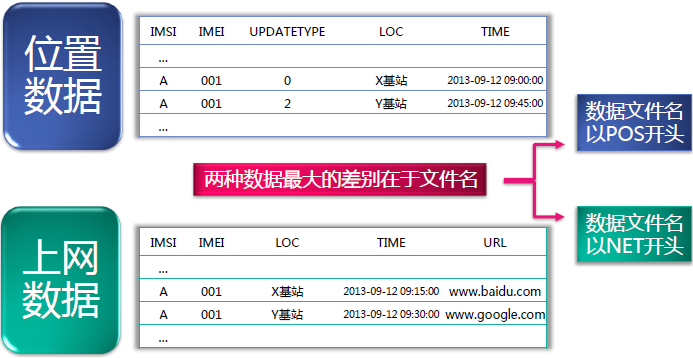 位置
数据
IMSI IMEI UPDATETYPE LOC TIME
...
A 001 0 X基站 2013-09-12 09:00:00
A 001 2 Y基站 2013-09-12 09:45:00
...
数据文件名
以POS开头
两种数据最大的差别在于文件名
数据文件名
以NET开头
上网
数据
IMSI IMEI LOC TIME URL
...
A 001 X基站 2013-09-12 09:15:00 www.baidu.com
A 001 Y基站 2013-09-12 09:30:00 www.google.com
...